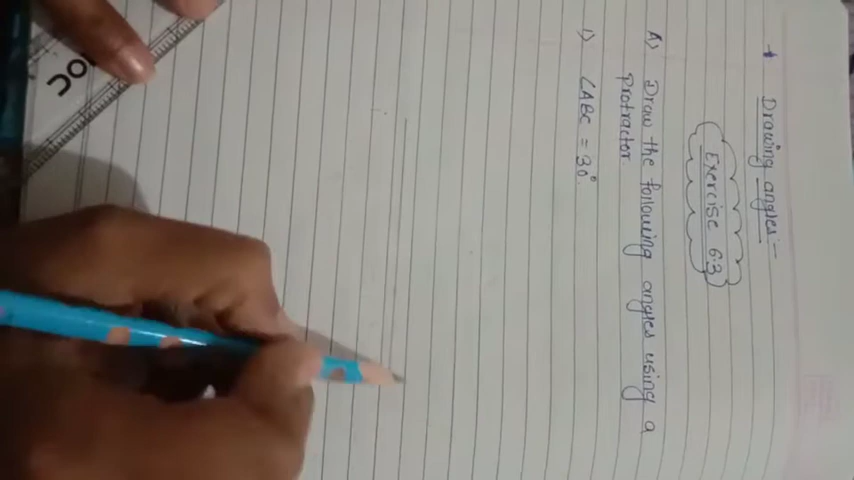 → Drawing angles:-
Exercise 6.3
A) Draw the following angles using a
protractor.
1) ∠ABC = 30°.